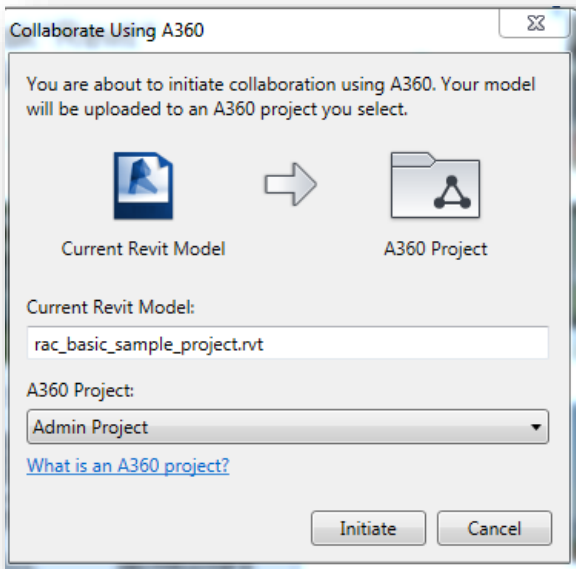 Collaborate Using A360
You are about to initiate collaboration using A360. Your model
will be uploaded to an A360 project you select.
Current Revit Model
A360 Project
Current Revit Model:
rac_basic_sample_project.rvt
A360 Project:
Admin Project
What is an A360 project?
Initiate
Cancel